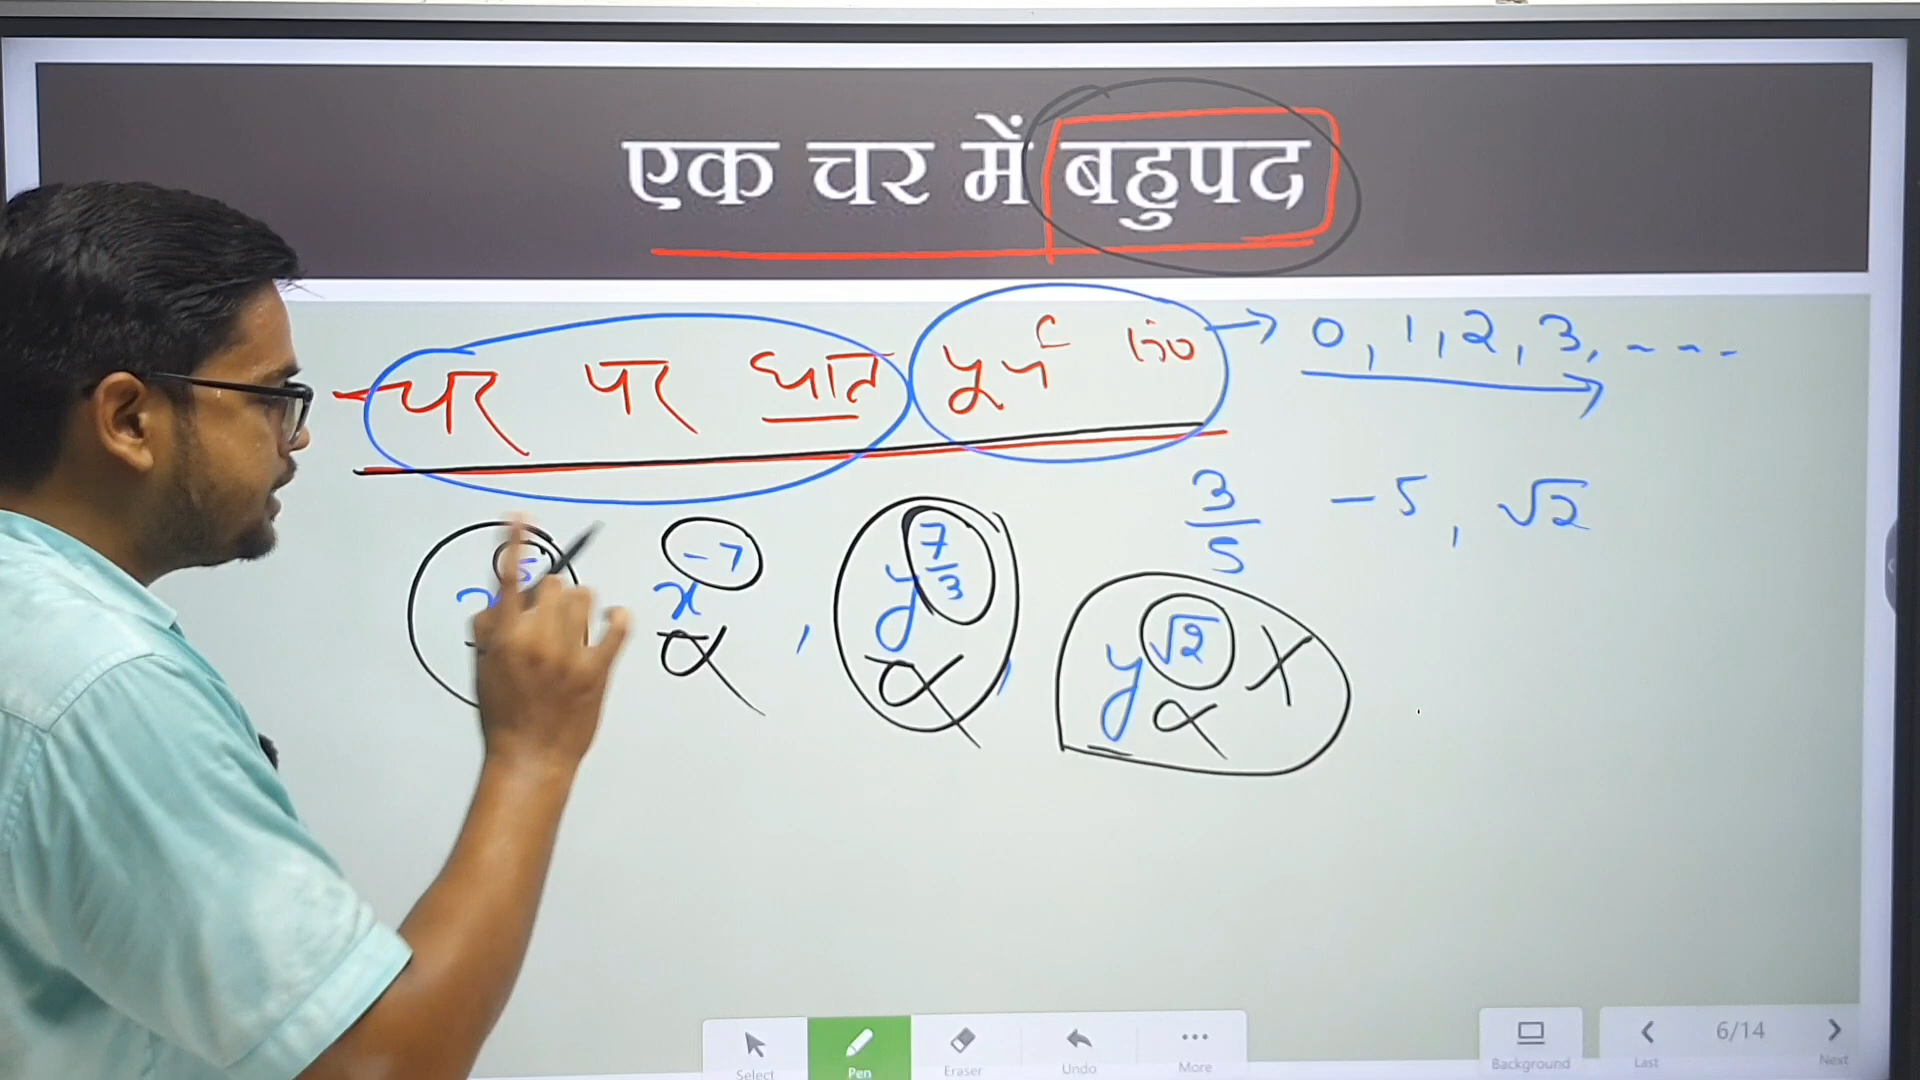 एक चर में बहुपद
चर पर घात पूर्ण सं० → 0, 1, 2, 3, - - -
3/5 -5, √2
x⁻⁷, y^(7/3), y^(√2) X
Select Pen Eraser Undo More Background Last 6/14 Next